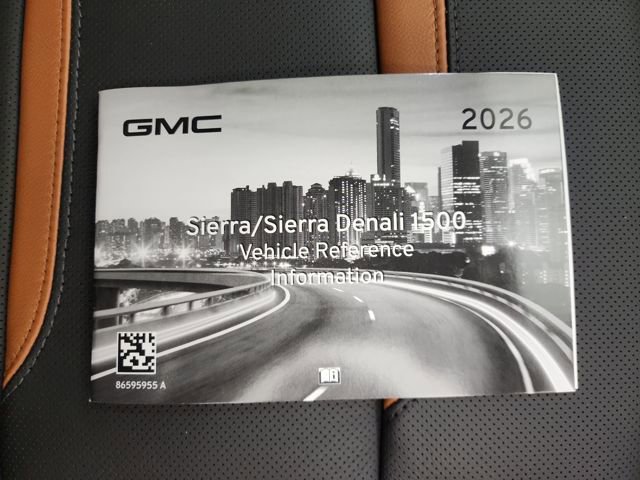 GMC
2026
Sierra/Sierra Denali 1500
Vehicle Reference
Information
86595955 A